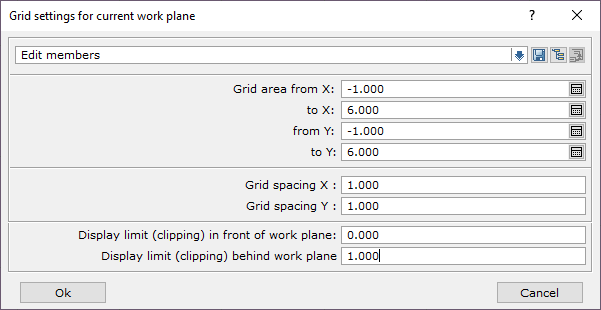 Grid settings for current work plane ?
Edit members
Grid area from X: -1.000
to X: 6.000
from Y: -1.000
to Y: 6.000
Grid spacing X : 1.000
Grid spacing Y : 1.000
Display limit (clipping) in front of work plane: 0.000
Display limit (clipping) behind work plane 1.000
Ok Cancel